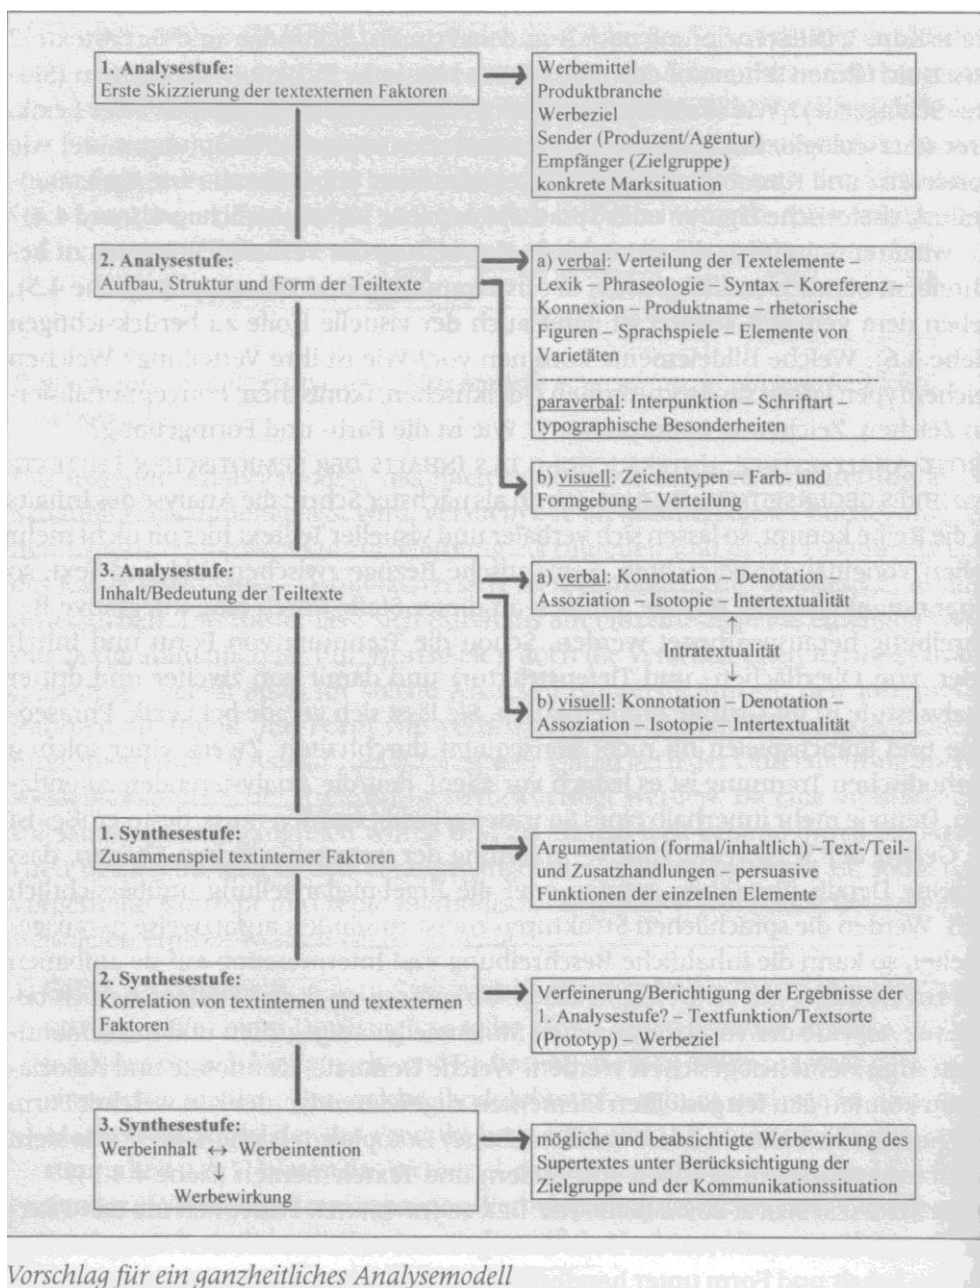 1. Analysestufe:
Erste Skizzierung der textexternen Faktoren
Werbemittel
Produktbranche
Werbeziel
Sender (Produzent/Agentur)
Empfänger (Zielgruppe)
konkrete Marksituation
2. Analysestufe:
Aufbau, Struktur und Form der Teiltexte
a) verbal: Verteilung der Textelemente –
Lexik – Phraseologie – Syntax – Koreferenz –
Konnexion – Produktname – rhetorische
Figuren – Sprachspiele – Elemente von
Varietäten
paraverbal: Interpunktion – Schriftart –
typographische Besonderheiten
b) visuell: Zeichentypen – Farb- und
Formgebung – Verteilung
3. Analysestufe:
Inhalt/Bedeutung der Teiltexte
a) verbal: Konnotation – Denotation –
Assoziation – Isotopie – Intertextualität
Intratextualität
b) visuell: Konnotation – Denotation –
Assoziation – Isotopie – Intertextualität
1. Synthesestufe:
Zusammenspiel textinterner Faktoren
Argumentation (formal/inhaltlich) –Text-/Teil-
und Zusatzhandlungen – persuasive
Funktionen der einzelnen Elemente
2. Synthesestufe:
Korrelation von textinternen und textexternen
Faktoren
Verfeinerung/Berichtigung der Ergebnisse der
1. Analysestufe? – Textfunktion/Textsorte
(Prototyp) – Werbeziel
3. Synthesestufe:
Werbeinhalt ↔ Werbeintention
↓
Werbewirkung
mögliche und beabsichtigte Werbewirkung des
Supertextes unter Berücksichtigung der
Zielgruppe und der Kommunikationssituation
Vorschlag für ein ganzheitliches Analysemodell